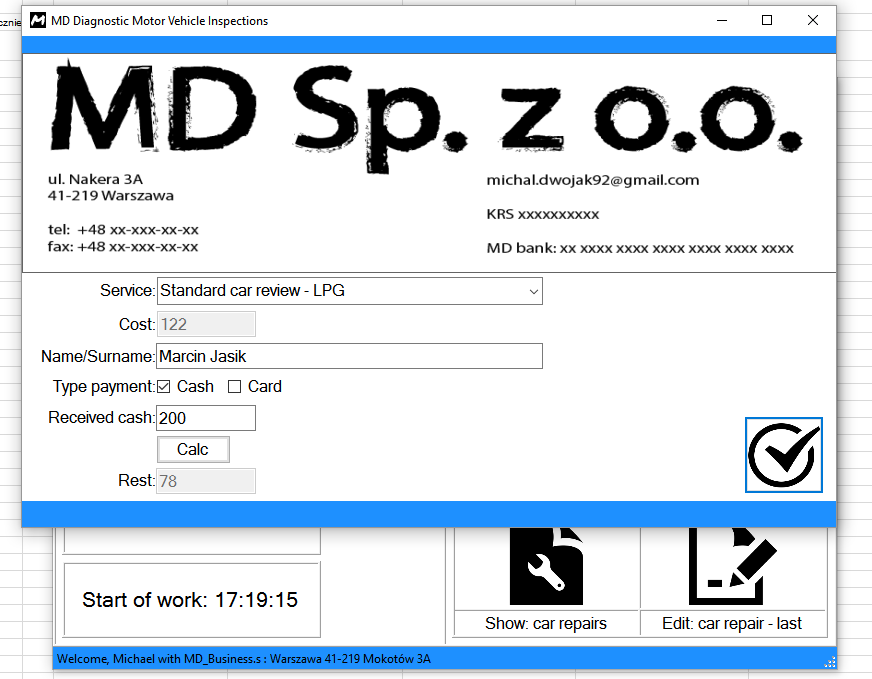 cznie
MD Diagnostic Motor Vehicle Inspections
MD Sp. z o.o.
ul. Nakera 3A
41-219 Warszawa
tel: +48 xx-xxx-xx-xx
fax: +48 xx-xxx-xx-xx
michal.dwojak92@gmail.com
KRS xxxxxxxxxx
MD bank: xx xxxx xxxx xxxx xxxx xxxx xxxx
Service: Standard car review - LPG
Cost: 122
Name/Surname: Marcin Jasik
Type payment: Cash Card
Received cash: 200
Calc
Rest: 78
Start of work: 17:19:15
Show: car repairs
Edit: car repair - last
Welcome, Michael with MD_Business.s : Warszawa 41-219 Mokotów 3A